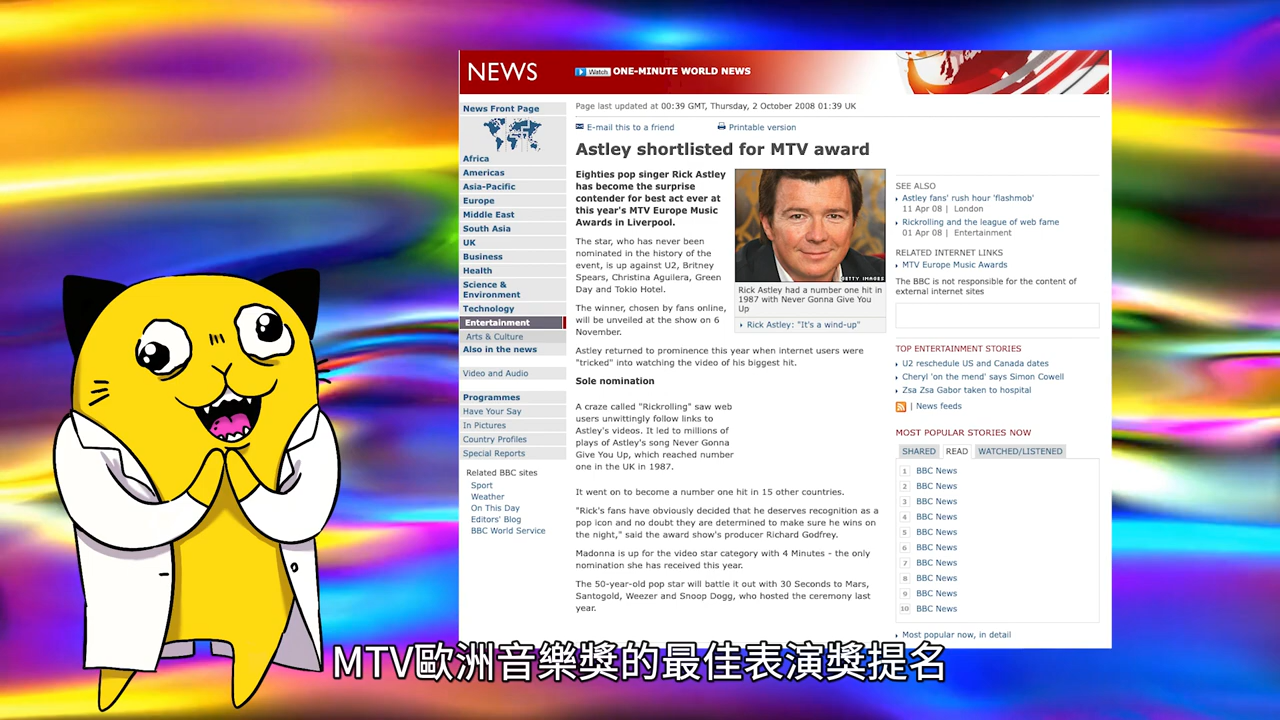 NEWS
Watch ONE-MINUTE WORLD NEWS
News Front Page
Africa
Americas
Asia-Pacific
Europe
Middle East
South Asia
UK
Business
Health
Science &
Environment
Technology
Entertainment
Arts & Culture
Also in the news
Video and Audio
Programmes
Have Your Say
In Pictures
Country Profiles
Special Reports
Related BBC sites
Sport
Weather
On This Day
Editors' Blog
BBC World Service
Page last updated at 00:39 GMT, Thursday, 2 October 2008 01:39 UK
E-mail this to a friend
Printable version
Astley shortlisted for MTV award
Eighties pop singer Rick Astley
has become the surprise
contender for best act ever at
this year's MTV Europe Music
Awards in Liverpool.
The star, who has never been
nominated in the history of the
event, is up against U2, Britney
Spears, Christina Aguilera, Green
Day and Tokio Hotel.
The winner, chosen by fans online,
will be unveiled at the show on 6
November.
GETTY IMAGES
Rick Astley had a number one hit in
1987 with Never Gonna Give You
Up
Rick Astley: "It's a wind-up"
Astley returned to prominence this year when internet users were
"tricked" into watching the video of his biggest hit.
Sole nomination
A craze called "Rickrolling" saw web
users unwittingly follow links to
Astley's videos. It led to millions of
plays of Astley's song Never Gonna
Give You Up, which reached number
one in the UK in 1987.
It went on to become a number one hit in 15 other countries.
"Rick's fans have obviously decided that he deserves recognition as a
pop icon and no doubt they are determined to make sure he wins on
the night," said the award show's producer Richard Godfrey.
Madonna is up for the video star category with 4 Minutes - the only
nomination she has received this year.
The 50-year-old pop star will battle it out with 30 Seconds to Mars,
Santogold, Weezer and Snoop Dogg, who hosted the ceremony last
year.
SEE ALSO
Astley fans' rush hour 'flashmob'
11 Apr 08 | London
Rickrolling and the league of web fame
01 Apr 08 | Entertainment
RELATED INTERNET LINKS
MTV Europe Music Awards
The BBC is not responsible for the content of
external internet sites
TOP ENTERTAINMENT STORIES
U2 reschedule US and Canada dates
Cheryl 'on the mend' says Simon Cowell
Zsa Zsa Gabor taken to hospital
| News feeds
MOST POPULAR STORIES NOW
SHARED READ WATCHED/LISTENED
1 BBC News
2 BBC News
3 BBC News
4 BBC News
5 BBC News
6 BBC News
7 BBC News
8 BBC News
9 BBC News
10 BBC News
Most popular now, in detail
MTV歐洲音樂獎的最佳表演獎提名